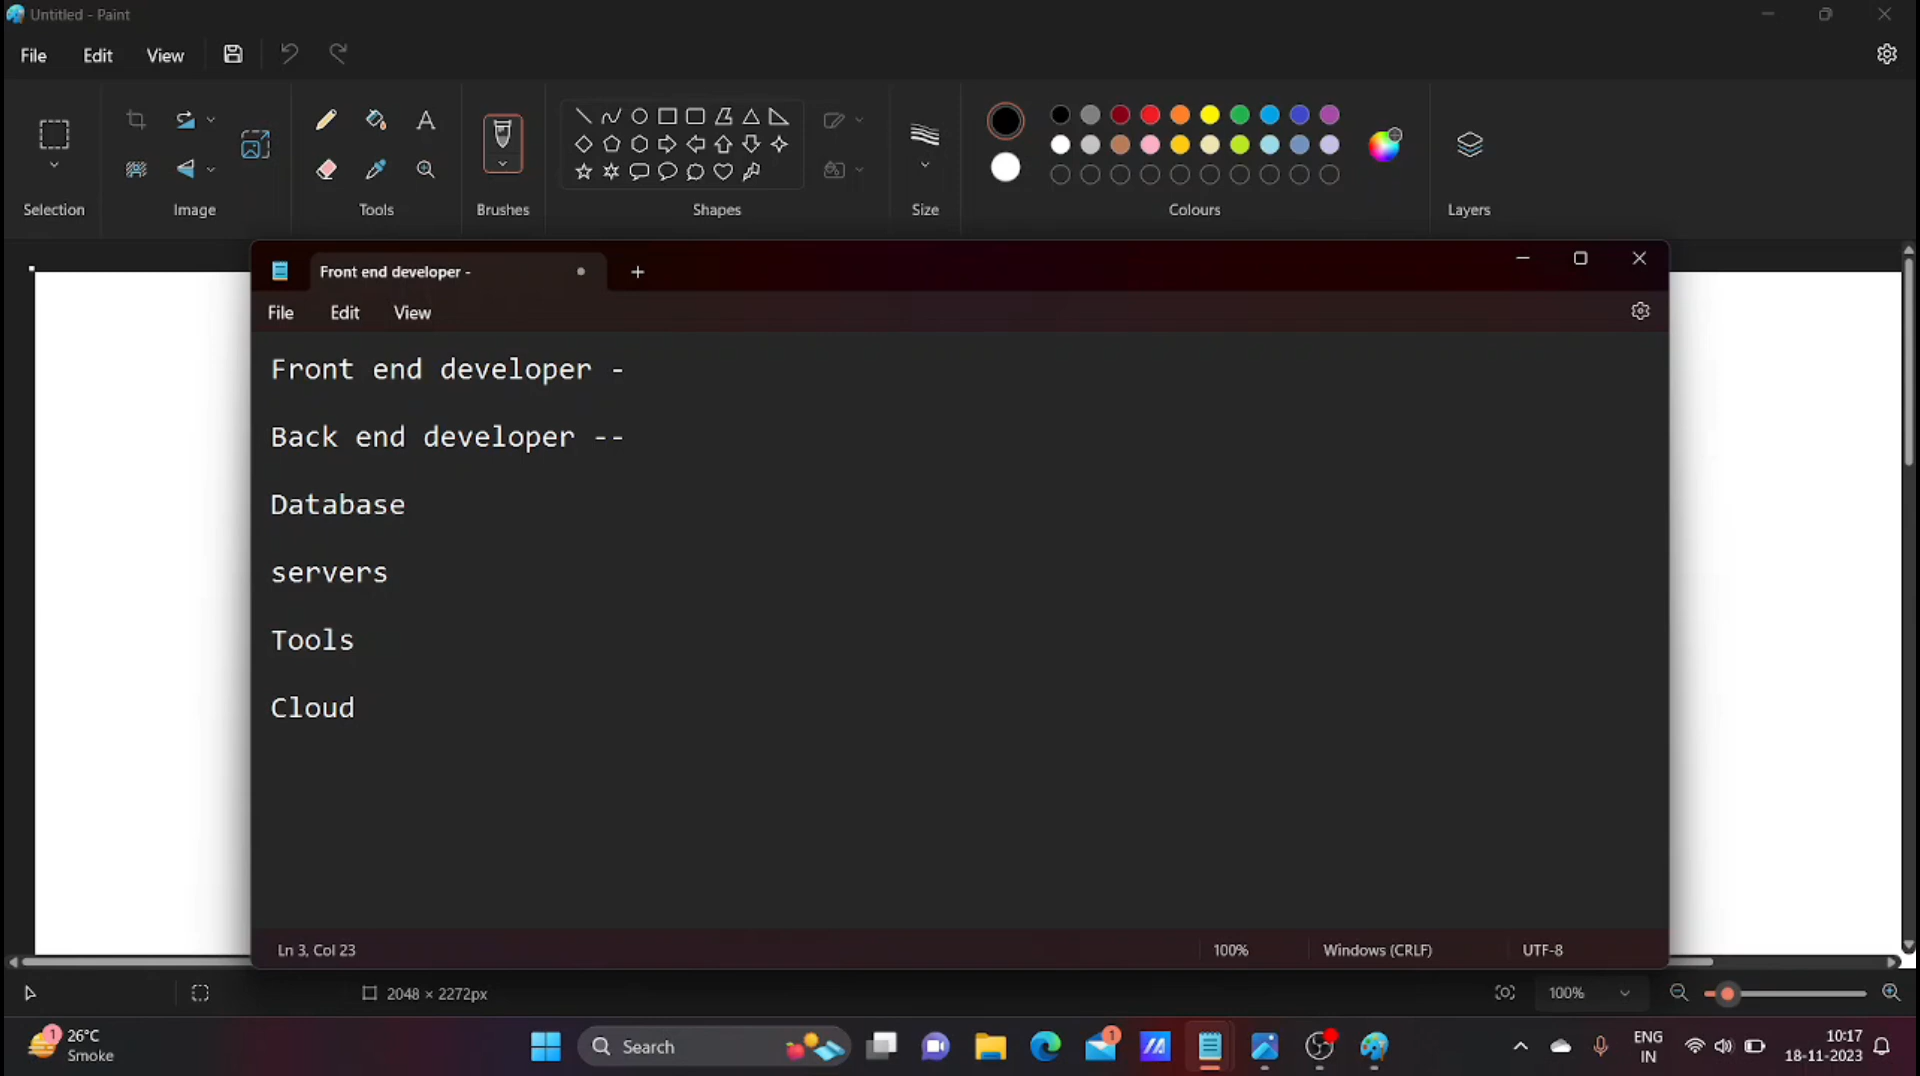 Untitled - Paint
File Edit View
Selection Image Tools Brushes Shapes Size Colours Layers
Front end developer -
File Edit View
Front end developer -
Back end developer --
Database
servers
Tools
Cloud
Ln 3, Col 23 100% Windows (CRLF) UTF-8
2048 × 2272px 100%
1 26°C
Smoke
Search
1
ENG
IN
10:17
18-11-2023